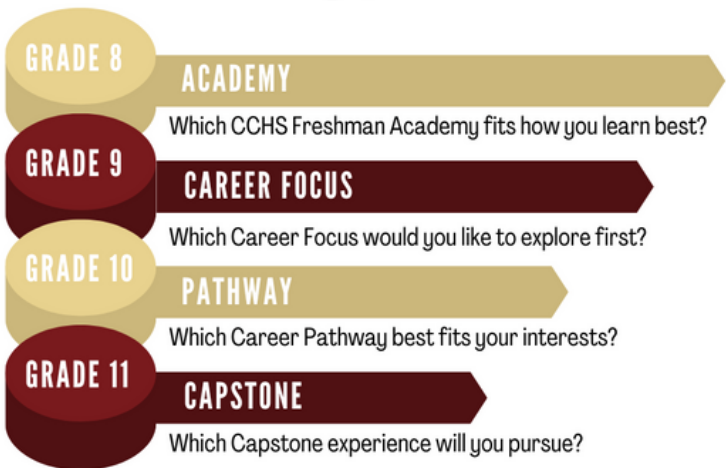 GRADE 8
ACADEMY
Which CCHS Freshman Academy fits how you learn best?
GRADE 9
CAREER FOCUS
Which Career Focus would you like to explore first?
GRADE 10
PATHWAY
Which Career Pathway best fits your interests?
GRADE 11
CAPSTONE
Which Capstone experience will you pursue?